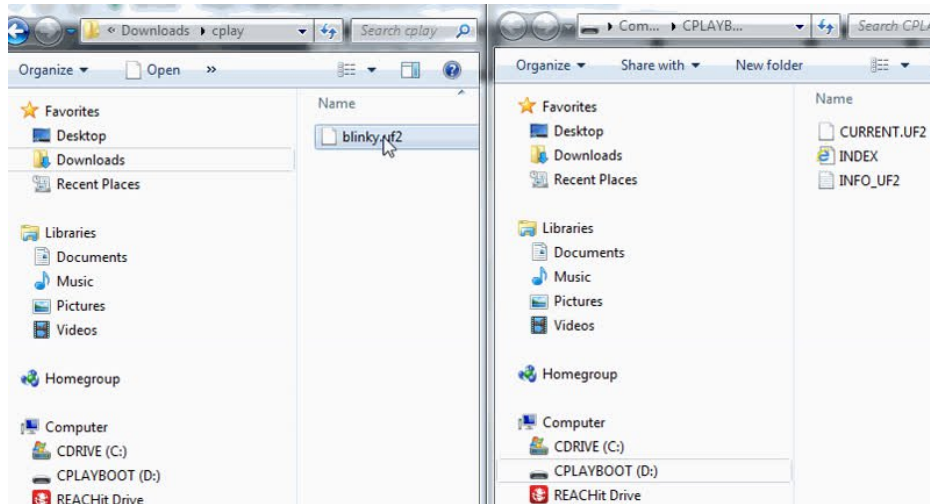 « Downloads ▸ cplay
Search cplay
Organize ▾
Open
»
Favorites
Desktop
Downloads
Recent Places
Libraries
Documents
Music
Pictures
Videos
Homegroup
Computer
CDRIVE (C:)
CPLAYBOOT (D:)
REACHit Drive
Name
blinky.uf2
▸ Com... ▸ CPLAYB...
Search CPLA
Organize ▾
Share with ▾
New folder
Favorites
Desktop
Downloads
Recent Places
Libraries
Documents
Music
Pictures
Videos
Homegroup
Computer
CDRIVE (C:)
CPLAYBOOT (D:)
REACHit Drive
Name
CURRENT.UF2
INDEX
INFO_UF2